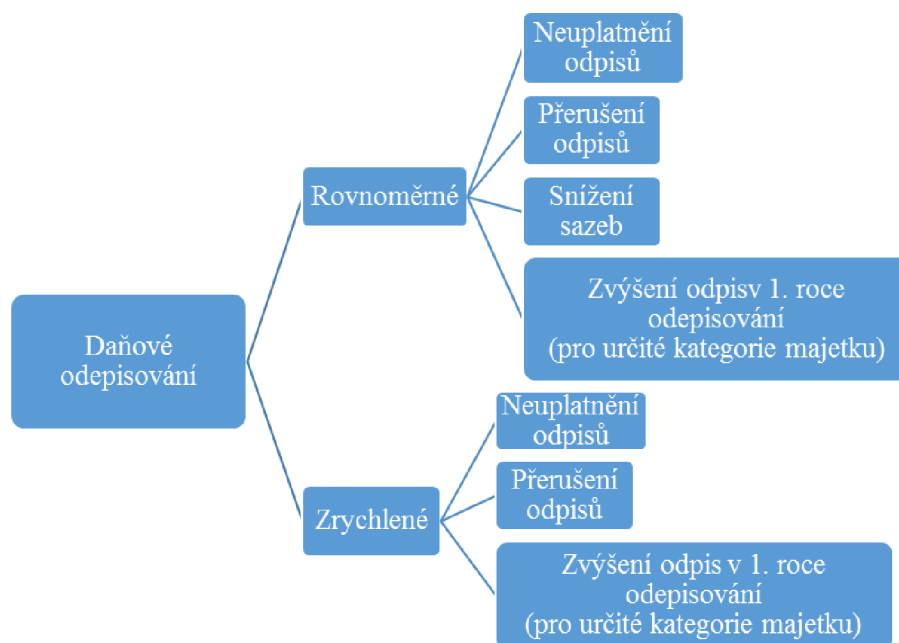 Daňové
odepisování
Rovnoměrné
Neuplatnění
odpisů
Přerušení
odpisů
Snížení
sazeb
Zvýšení odpisv 1. roce
odepisování
(pro určité kategorie majetku)
Zrychlené
Neuplatnění
odpisů
Přerušení
odpisů
Zvýšení odpis v 1. roce
odepisování
(pro určité kategorie majetku)